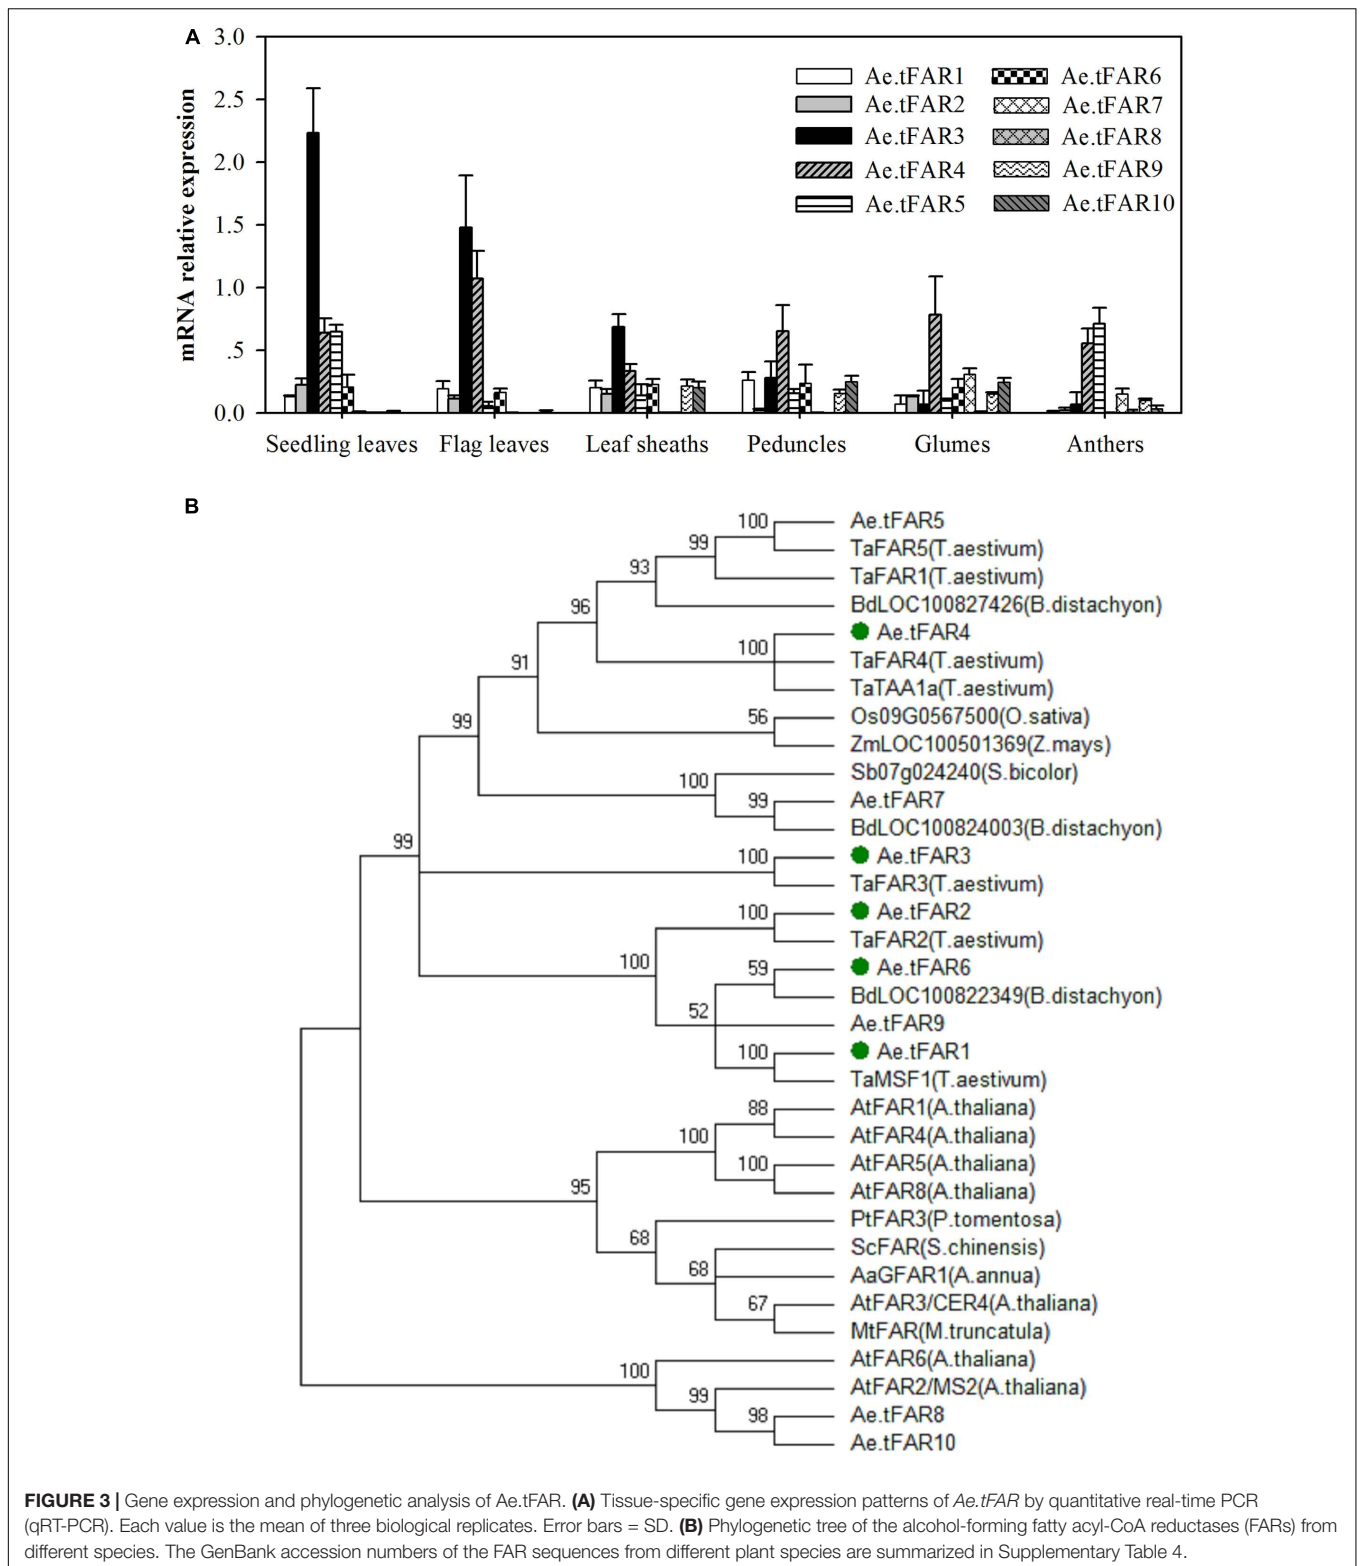 A
3.0
2.5
2.0
1.5
1.0
.5
0.0
mRNA relative expression
Ae.tFAR1
Ae.tFAR2
Ae.tFAR3
Ae.tFAR4
Ae.tFAR5
Ae.tFAR6
Ae.tFAR7
Ae.tFAR8
Ae.tFAR9
Ae.tFAR10
Seedling leaves Flag leaves Leaf sheaths Peduncles Glumes Anthers
B
100 Ae.tFAR5
99 TaFAR5(T.aestivum)
TaFAR1(T.aestivum)
93
BdLOC100827426(B.distachyon)
96
Ae.tFAR4
100 TaFAR4(T.aestivum)
91
TaTAA1a(T.aestivum)
56 Os09G0567500(O.sativa)
99
ZmLOC100501369(Z.mays)
100 Sb07g024240(S.bicolor)
99 Ae.tFAR7
BdLOC100824003(B.distachyon)
99
100 Ae.tFAR3
TaFAR3(T.aestivum)
100 Ae.tFAR2
TaFAR2(T.aestivum)
100
59 Ae.tFAR6
BdLOC100822349(B.distachyon)
52
Ae.tFAR9
100 Ae.tFAR1
TaMSF1(T.aestivum)
88 AtFAR1(A.thaliana)
100 AtFAR4(A.thaliana)
100 AtFAR5(A.thaliana)
95
AtFAR8(A.thaliana)
PtFAR3(P.tomentosa)
68
ScFAR(S.chinensis)
68 AaGFAR1(A.annua)
67 AtFAR3/CER4(A.thaliana)
MtFAR(M.truncatula)
100 AtFAR6(A.thaliana)
99 AtFAR2/MS2(A.thaliana)
98 Ae.tFAR8
Ae.tFAR10
FIGURE 3 | Gene expression and phylogenetic analysis of Ae.tFAR. (A) Tissue-specific gene expression patterns of Ae.tFAR by quantitative real-time PCR
(qRT-PCR). Each value is the mean of three biological replicates. Error bars = SD. (B) Phylogenetic tree of the alcohol-forming fatty acyl-CoA reductases (FARs) from
different species. The GenBank accession numbers of the FAR sequences from different plant species are summarized in Supplementary Table 4.